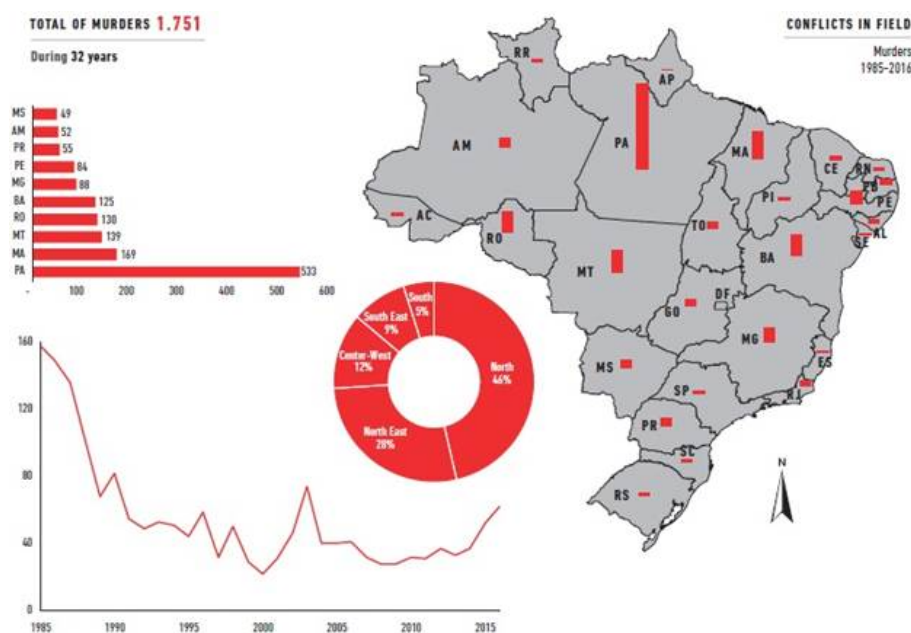 TOTAL OF MURDERS 1.751
During 32 years
CONFLICTS IN FIELD
Murders
1985-2016
MS 49
AM 52
PR 55
PE 84
MG 88
BA 125
RO 130
MT 139
MA 169
PA 533
- 100 200 300 400 500 600
RR
AP
AM
PA
MA
CE
RN
PB
PE
PI
AC
TO
AL
SE
RO
BA
MT
DF
GO
MG
ES
MS
SP
RJ
PR
SC
RS
N
South
5%
South East
9%
Center-West
12%
North
46%
North East
28%
160
120
80
40
0
1985 1990 1995 2000 2005 2010 2015